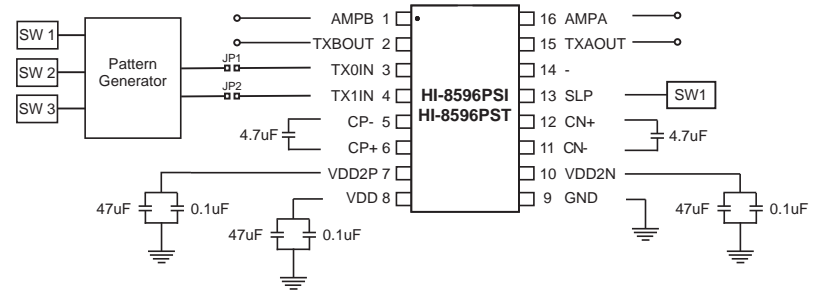 SW 1
SW 2
SW 3
Pattern
Generator
JP1
JP2
AMPB 1
TXBOUT 2
TX0IN 3
TX1IN 4
CP- 5
CP+ 6
VDD2P 7
VDD 8
4.7uF
47uF
0.1uF
47uF
0.1uF
HI-8596PSI
HI-8596PST
16 AMPA
15 TXAOUT
14 -
13 SLP
SW1
12 CN+
11 CN-
4.7uF
10 VDD2N
9 GND
47uF
0.1uF